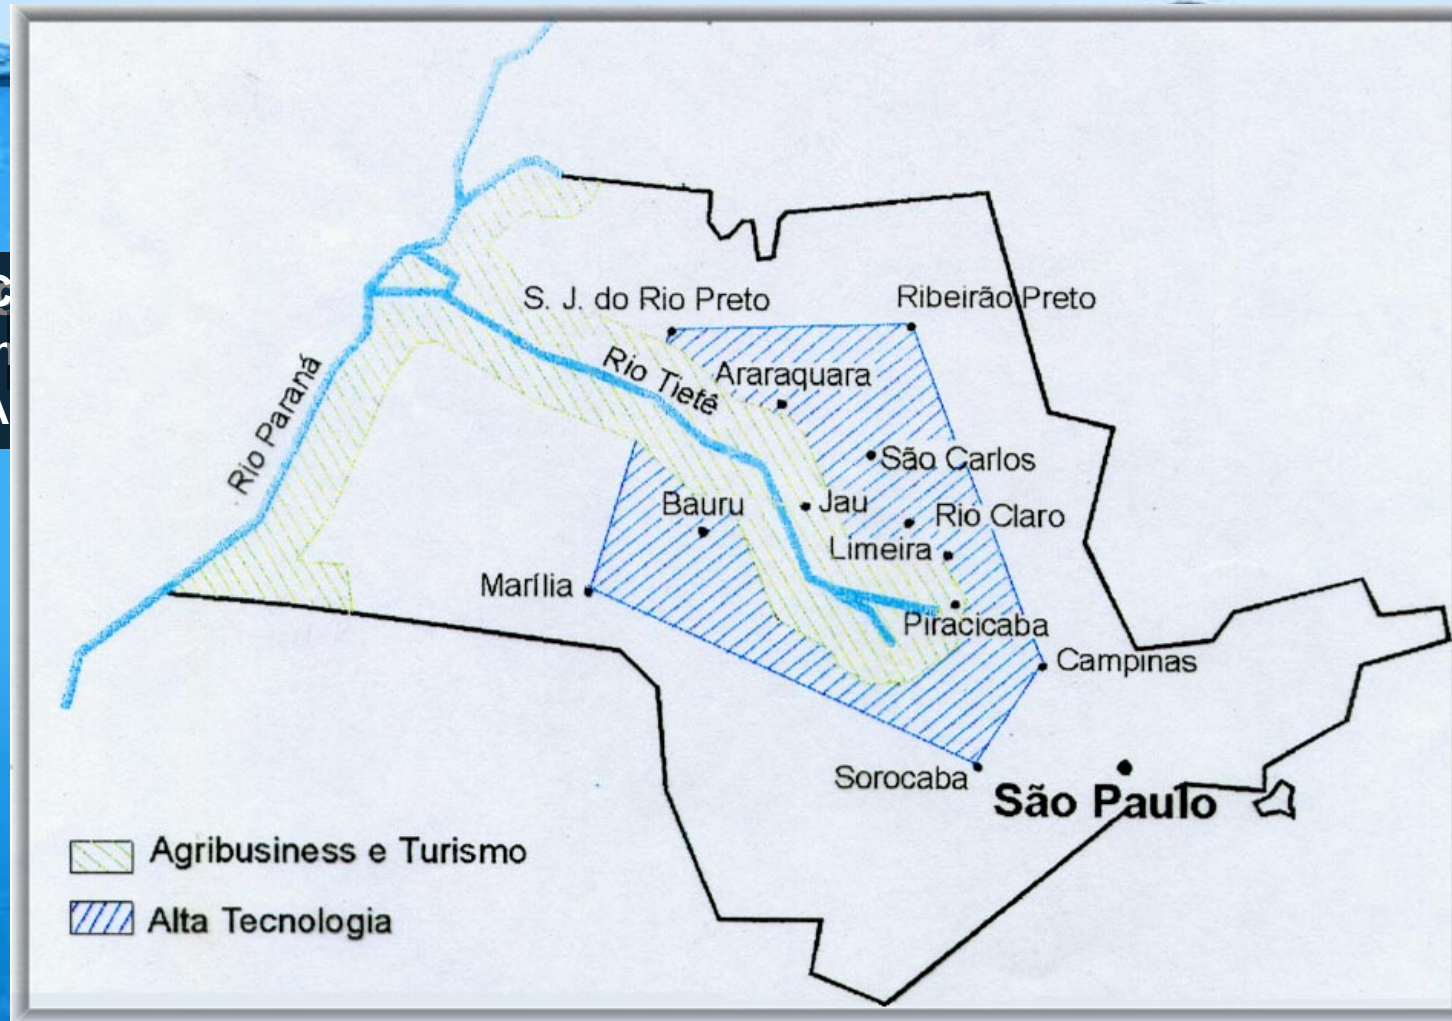 S. J. do Rio Preto
Ribeirão Preto
Rio Tietê
Araraquara
Rio Paraná
São Carlos
Bauru
Jau
Rio Claro
Limeira
Marília
Piracicaba
Campinas
Sorocaba
São Paulo
Agribusiness e Turismo
Alta Tecnologia